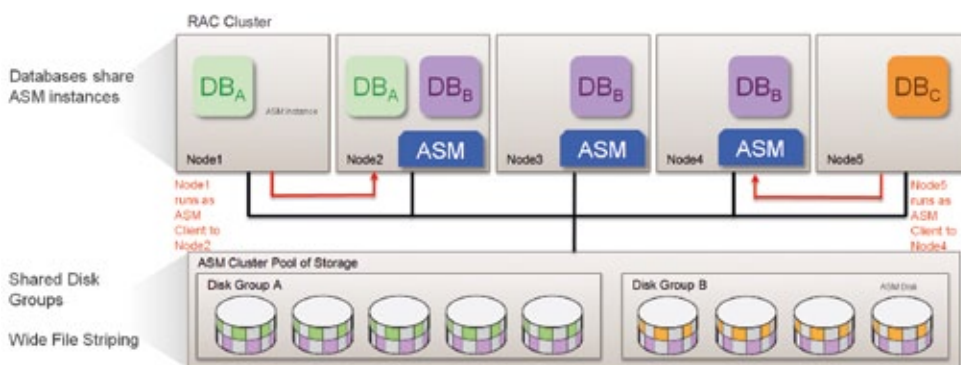 RAC Cluster
Databases share
ASM instances
DBA
ASM Instance
Node1
DBA
DBB
ASM
Node2
DBB
ASM
Node3
DBB
ASM
Node4
DBC
Node5
Node1
runs as
ASM
Client to
Node2
Node5
runs as
ASM
Client to
Node4
Shared Disk
Groups
Wide File Striping
ASM Cluster Pool of Storage
Disk Group A
Disk Group B
ASM Disk